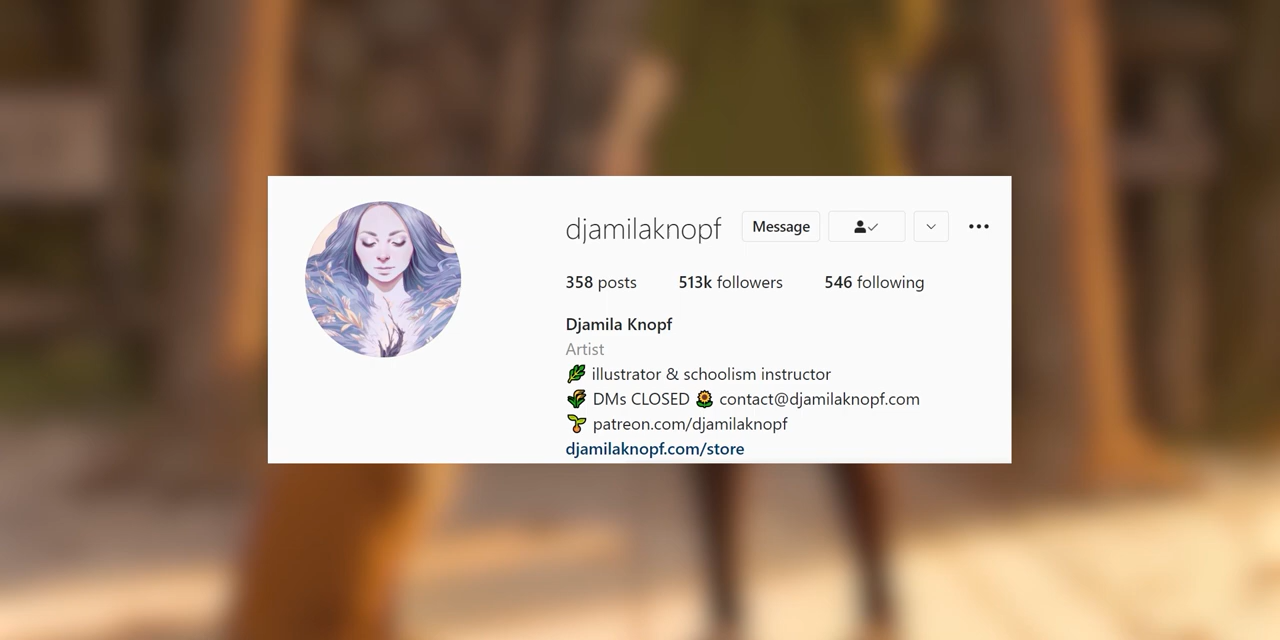 djamilaknopf Message
358 posts 513k followers 546 following
Djamila Knopf
Artist
illustrator & schoolism instructor
DMs CLOSED 🌻 contact@djamilaknopf.com
patreon.com/djamilaknopf
djamilaknopf.com/store